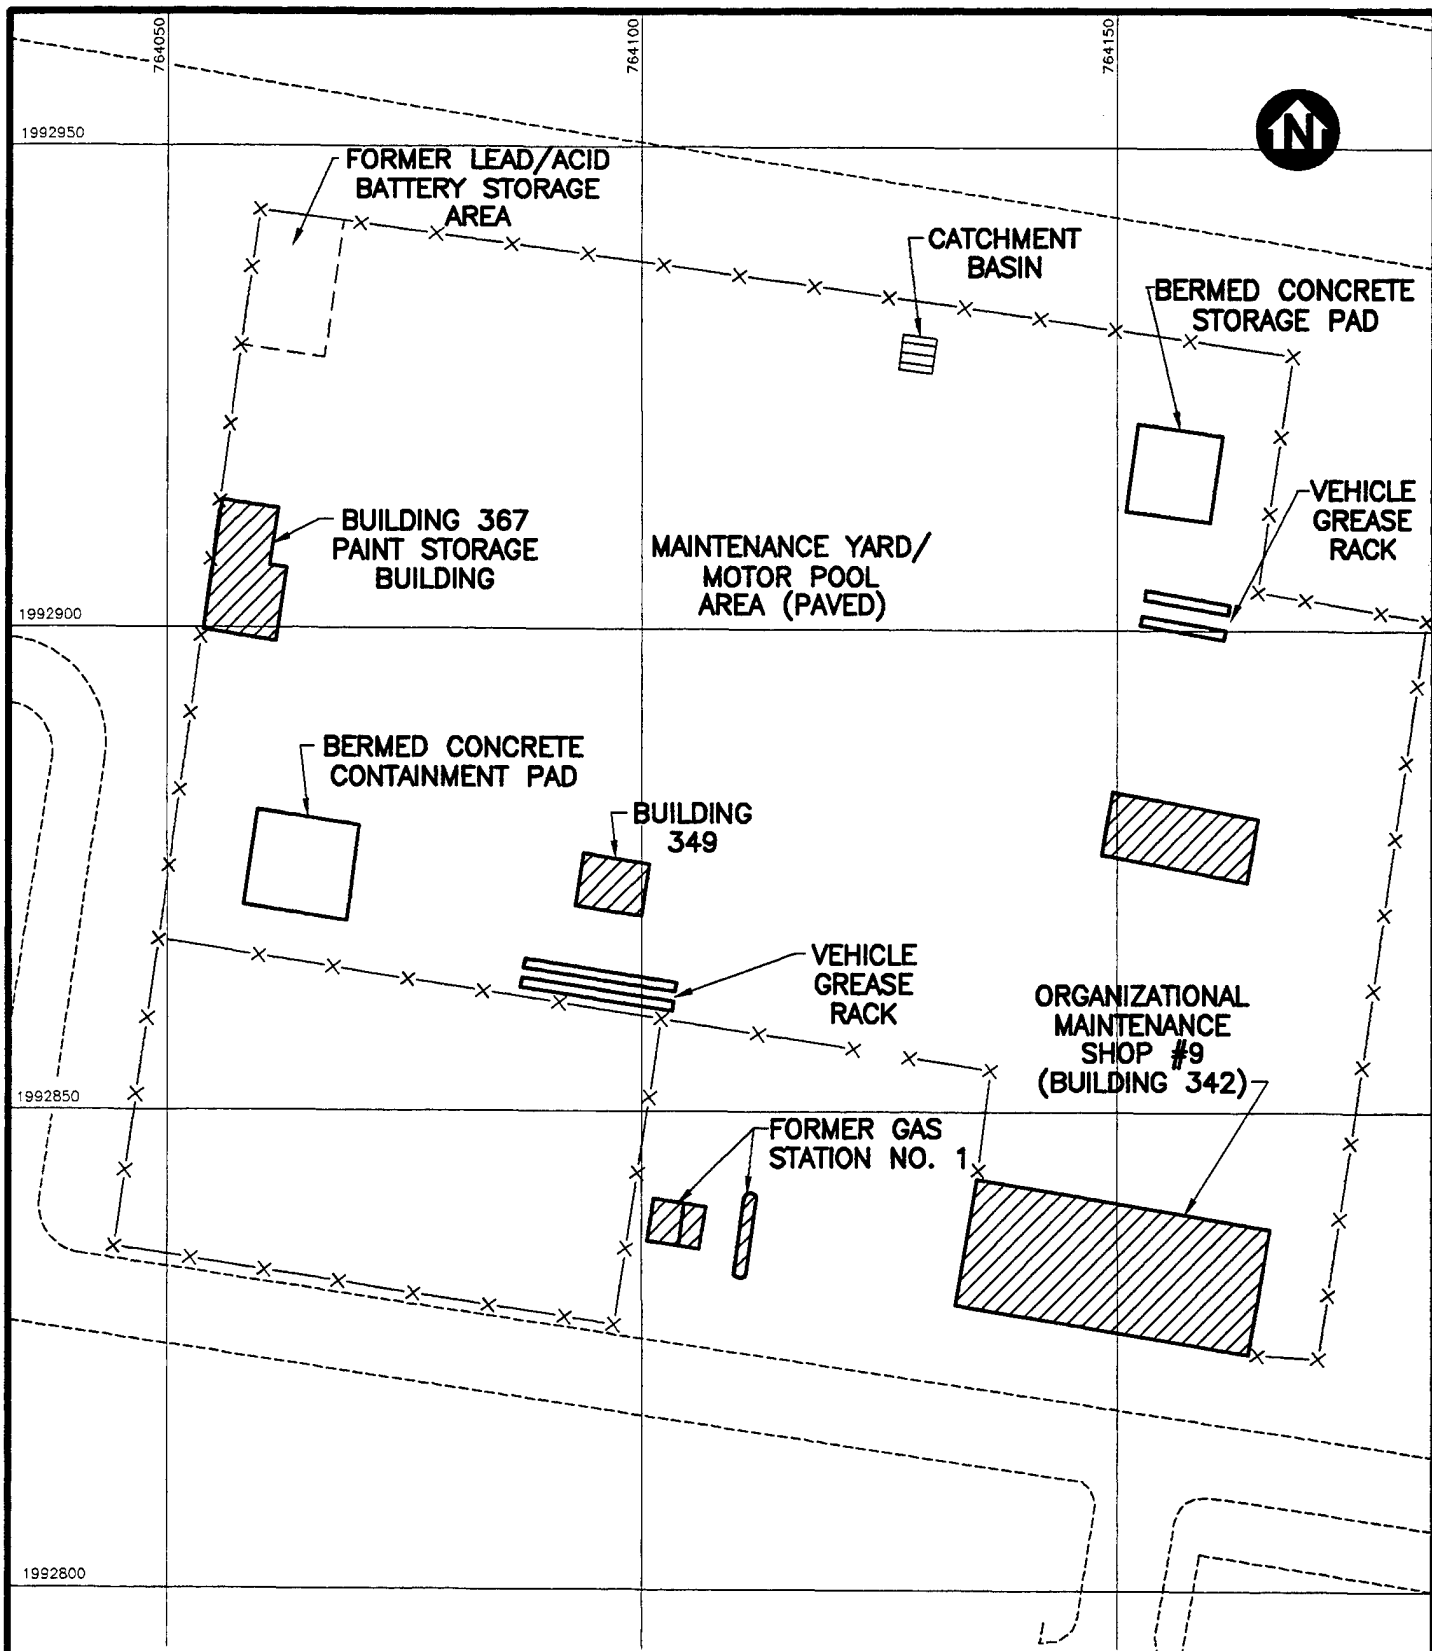 764050
764100
764150
1992950
N
FORMER LEAD/ACID
BATTERY STORAGE
AREA
CATCHMENT
BASIN
BERMED CONCRETE
STORAGE PAD
VEHICLE
GREASE
RACK
BUILDING 367
PAINT STORAGE
BUILDING
MAINTENANCE YARD/
MOTOR POOL
AREA (PAVED)
1992900
BERMED CONCRETE
CONTAINMENT PAD
BUILDING
349
VEHICLE
GREASE
RACK
ORGANIZATIONAL
MAINTENANCE
SHOP #9
(BUILDING 342)
1992850
FORMER GAS
STATION NO. 1
1992800